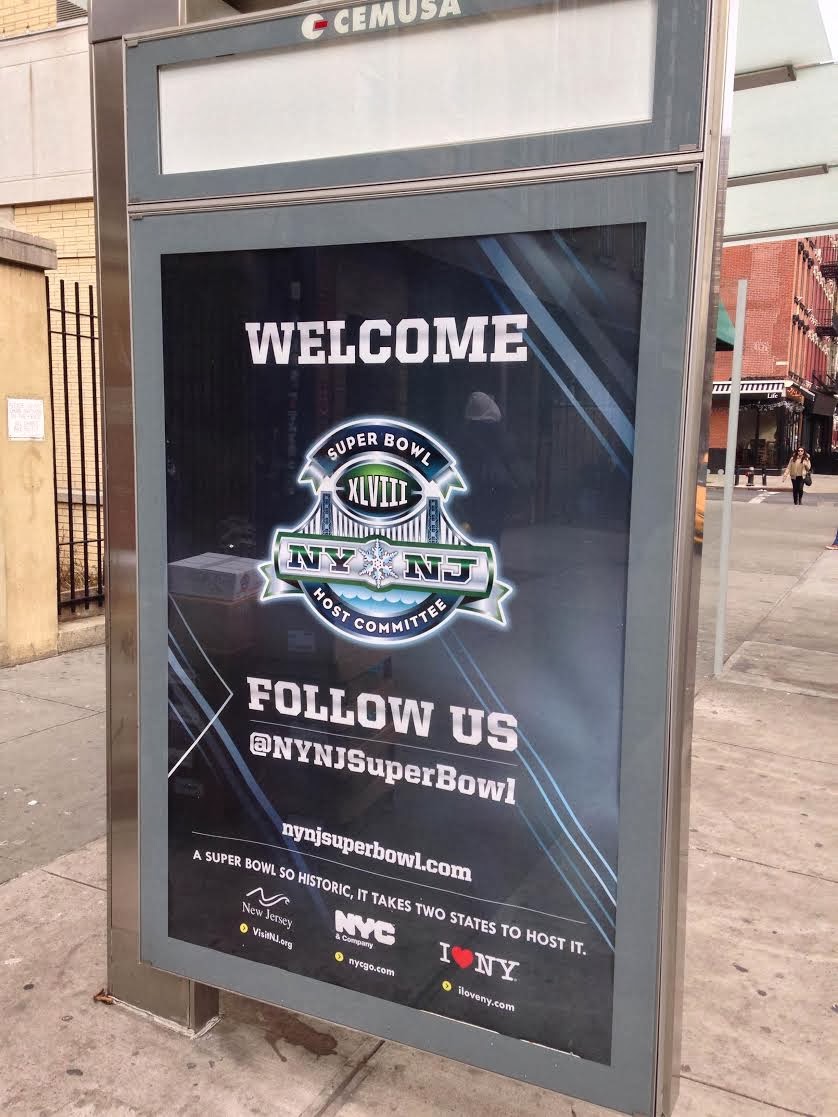 CEMUSA
WELCOME
SUPER BOWL
XLVIII
NY NJ
HOST COMMITTEE
FOLLOW US
@NYNJSuperBowl
nynjsuperbowl.com
A SUPER BOWL SO HISTORIC, IT TAKES TWO STATES TO HOST IT.
New Jersey
VisitNJ.org
NYC
& Company
nycgo.com
I NY
iloveny.com
Life